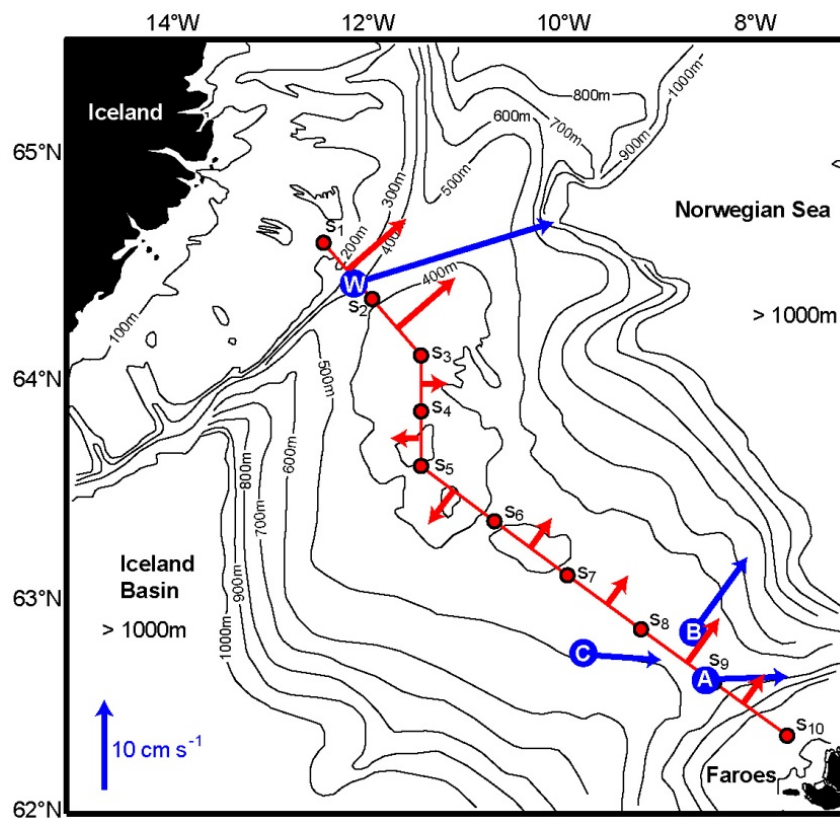 14°W 12°W 10°W 8°W
800m
1000m
600m
700m
900m
Iceland
65°N
300m
500m
Norwegian Sea
S1
200m
400
W
400m
S2
> 1000m
100m
S3
64°N
500m
S4
S5
600m
800m
S6
700m
Iceland
Basin
900m
S7
63°N
> 1000m
1000m
S8
B
C
S9
A
10 cm s-1
S10
Faroes
62°N